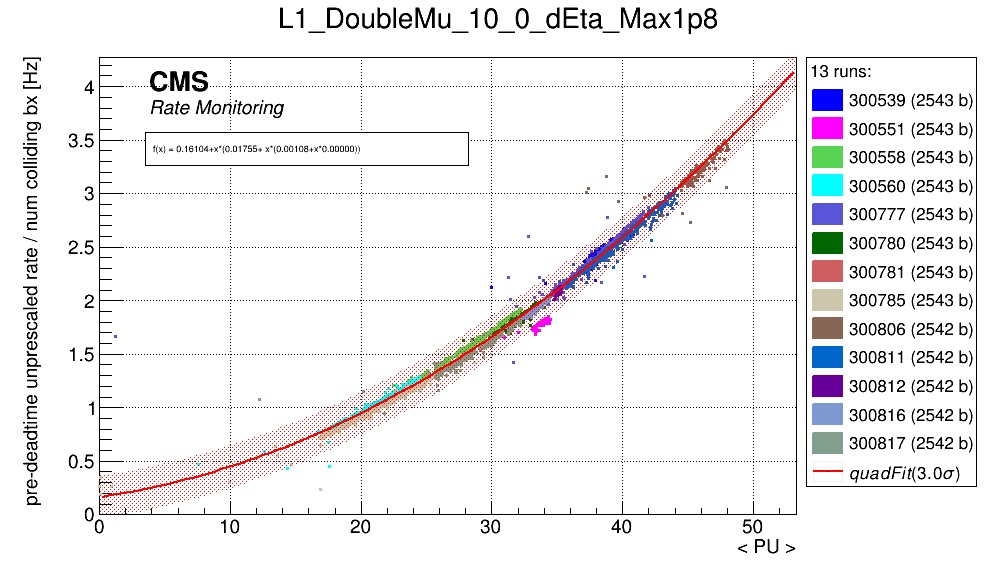 L1_DoubleMu_10_0_dEta_Max1p8
pre-deadtime unprescaled rate / num colliding bx [Hz]
CMS
Rate Monitoring
f(x) = 0.16104+x*(0.01755+ x*(0.00108+x*0.00000))
4
3.5
3
2.5
2
1.5
1
0.5
0
0 10 20 30 40 50
< PU >
13 runs:
300539 (2543 b)
300551 (2543 b)
300558 (2543 b)
300560 (2543 b)
300777 (2543 b)
300780 (2543 b)
300781 (2543 b)
300785 (2543 b)
300806 (2542 b)
300811 (2542 b)
300812 (2542 b)
300816 (2542 b)
300817 (2542 b)
quadFit(3.0σ)